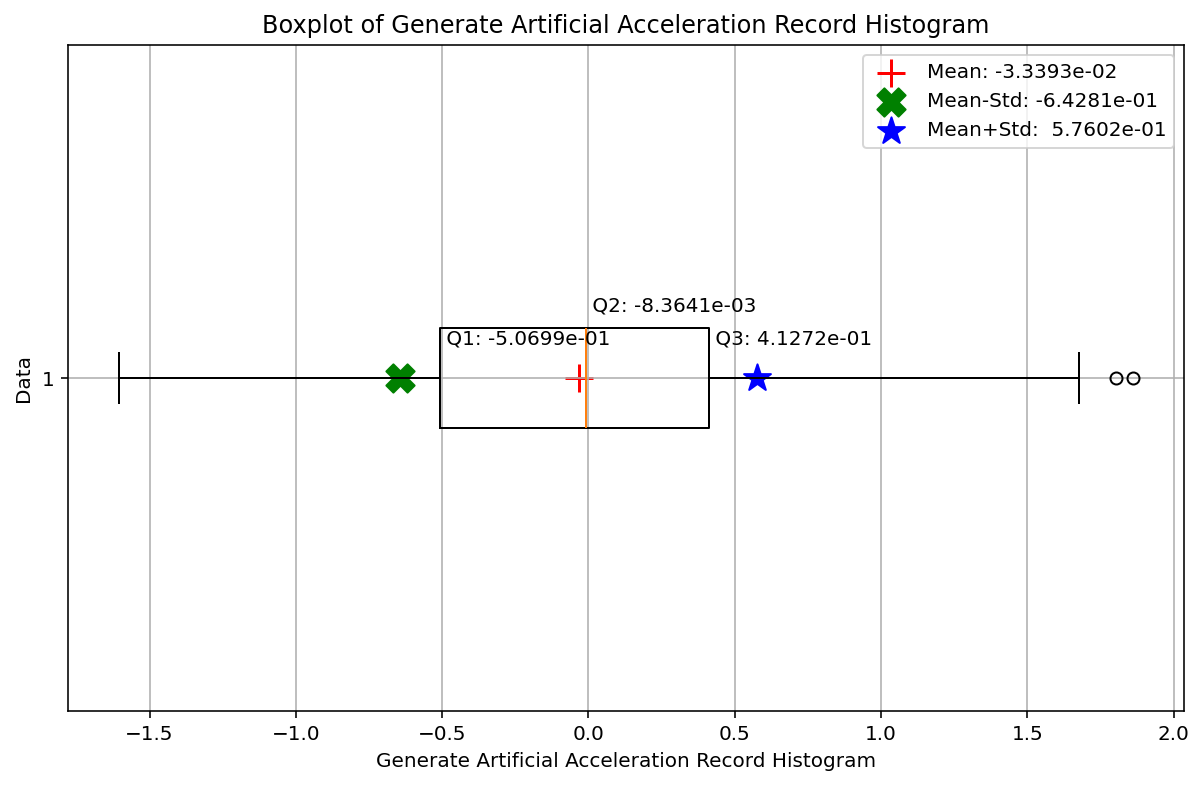 Boxplot of Generate Artificial Acceleration Record Histogram
Mean: -3.3393e-02
Mean-Std: -6.4281e-01
Mean+Std:  5.7602e-01
Q2: -8.3641e-03
Q1: -5.0699e-01
Q3: 4.1272e-01
Data
1
−1.5 −1.0 −0.5 0.0 0.5 1.0 1.5 2.0
Generate Artificial Acceleration Record Histogram